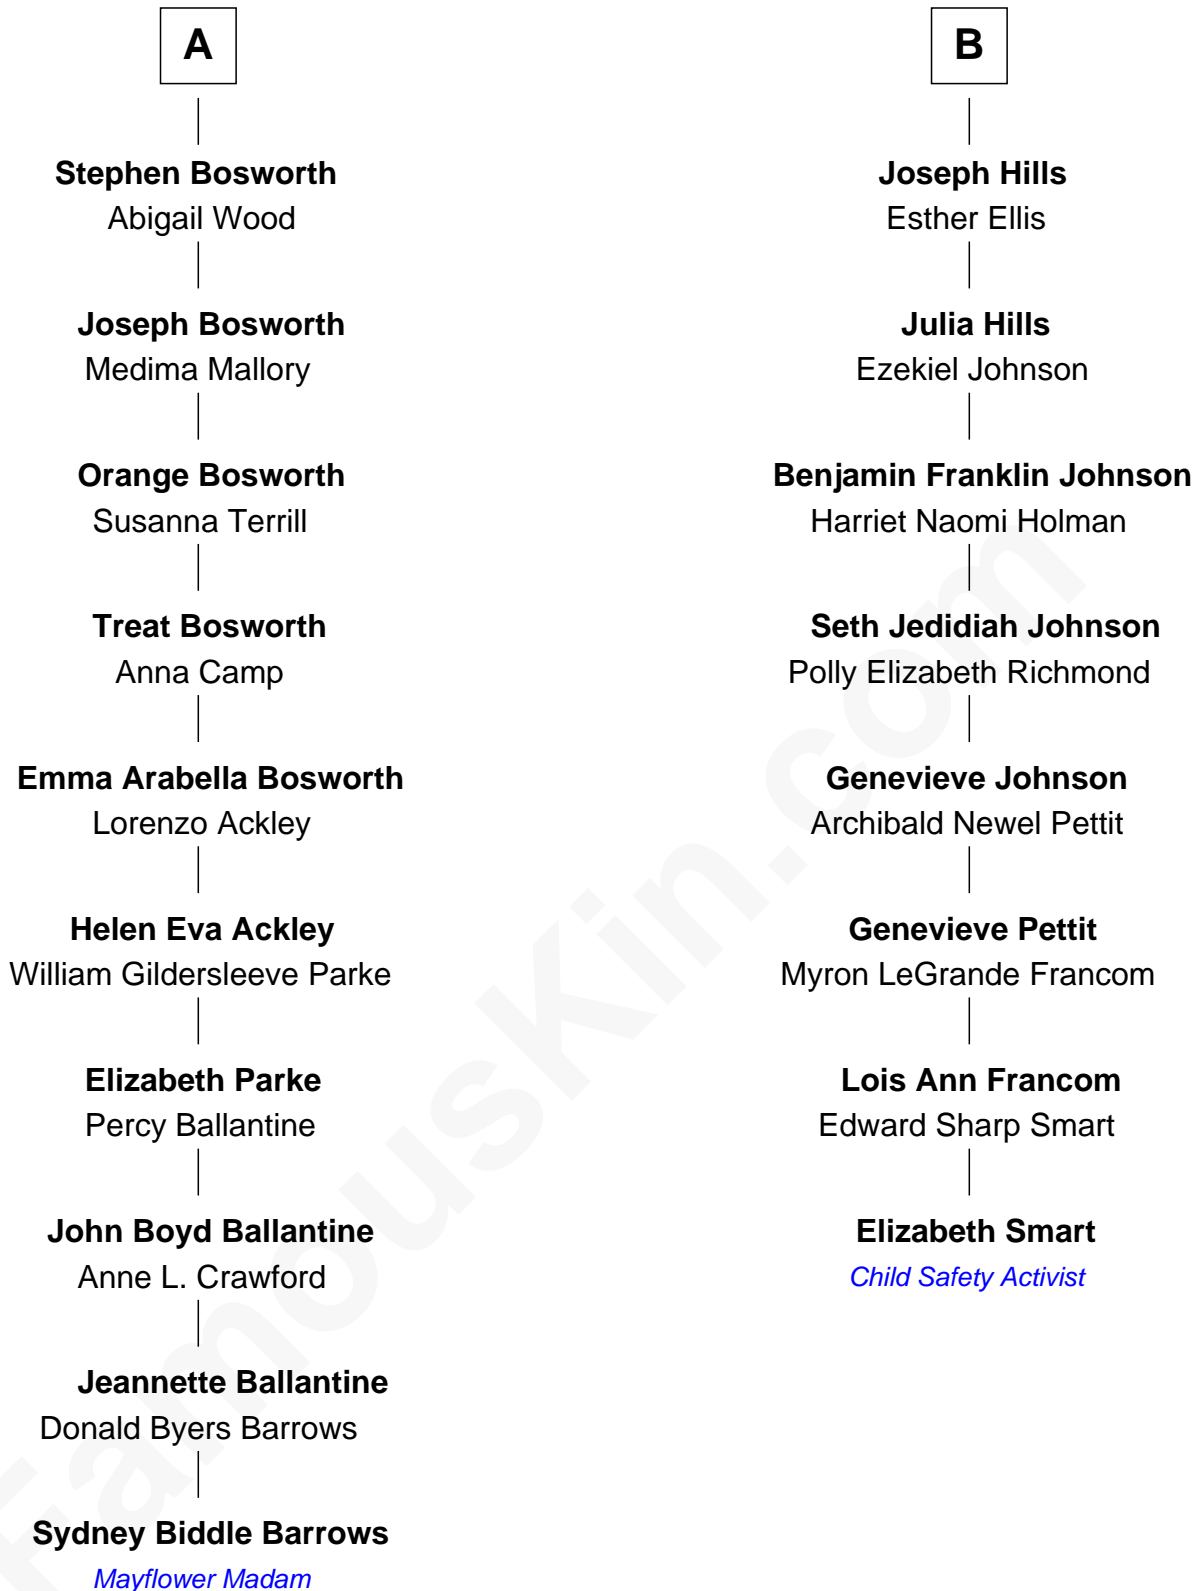 A
Stephen Bosworth
Abigail Wood
Joseph Bosworth
Medima Mallory
Orange Bosworth
Susanna Terrill
Treat Bosworth
Anna Camp
Emma Arabella Bosworth
Lorenzo Ackley
Helen Eva Ackley
William Gildersleeve Parke
Elizabeth Parke
Percy Ballantine
John Boyd Ballantine
Anne L. Crawford
Jeannette Ballantine
Donald Byers Barrows
Sydney Biddle Barrows
Mayflower Madam
B
Joseph Hills
Esther Ellis
Julia Hills
Ezekiel Johnson
Benjamin Franklin Johnson
Harriet Naomi Holman
Seth Jedidiah Johnson
Polly Elizabeth Richmond
Genevieve Johnson
Archibald Newel Pettit
Genevieve Pettit
Myron LeGrande Francom
Lois Ann Francom
Edward Sharp Smart
Elizabeth Smart
Child Safety Activist
FamousKin.com